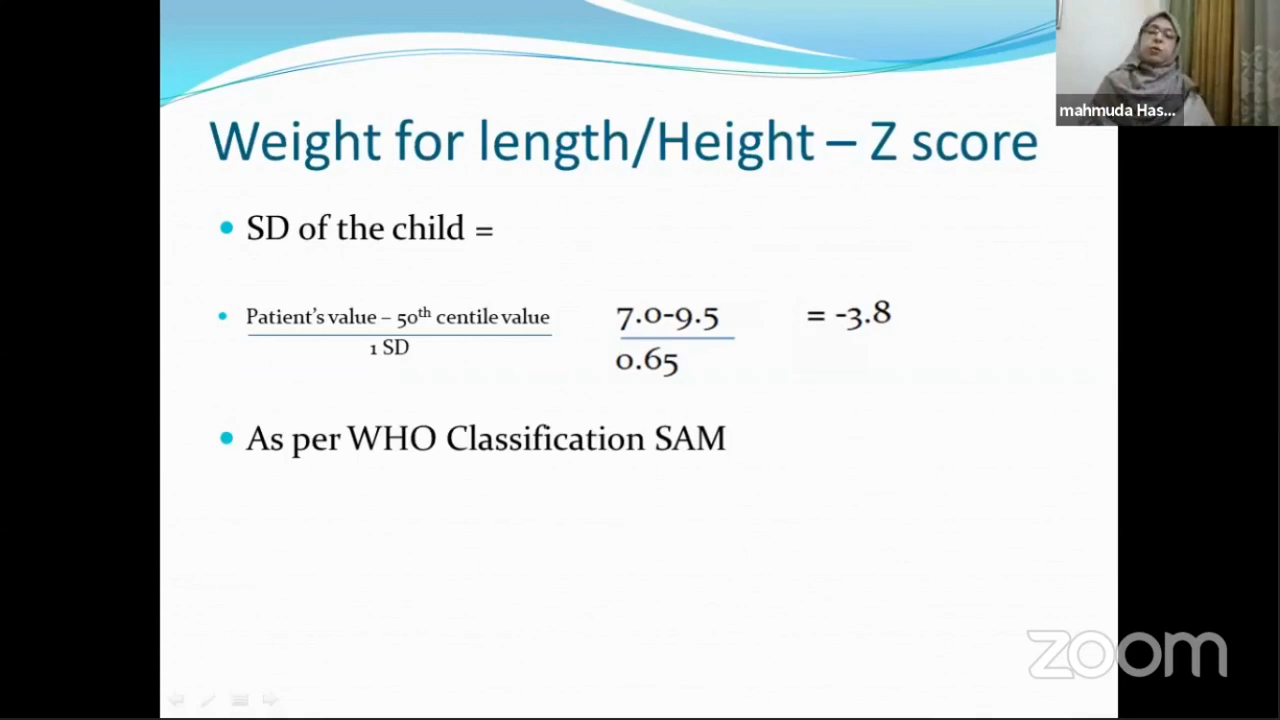 mahmuda Has...
Weight for length/Height – Z score
SD of the child =
Patient's value – 50th centile value
1 SD
7.0-9.5
0.65
= -3.8
As per WHO Classification SAM
zoom